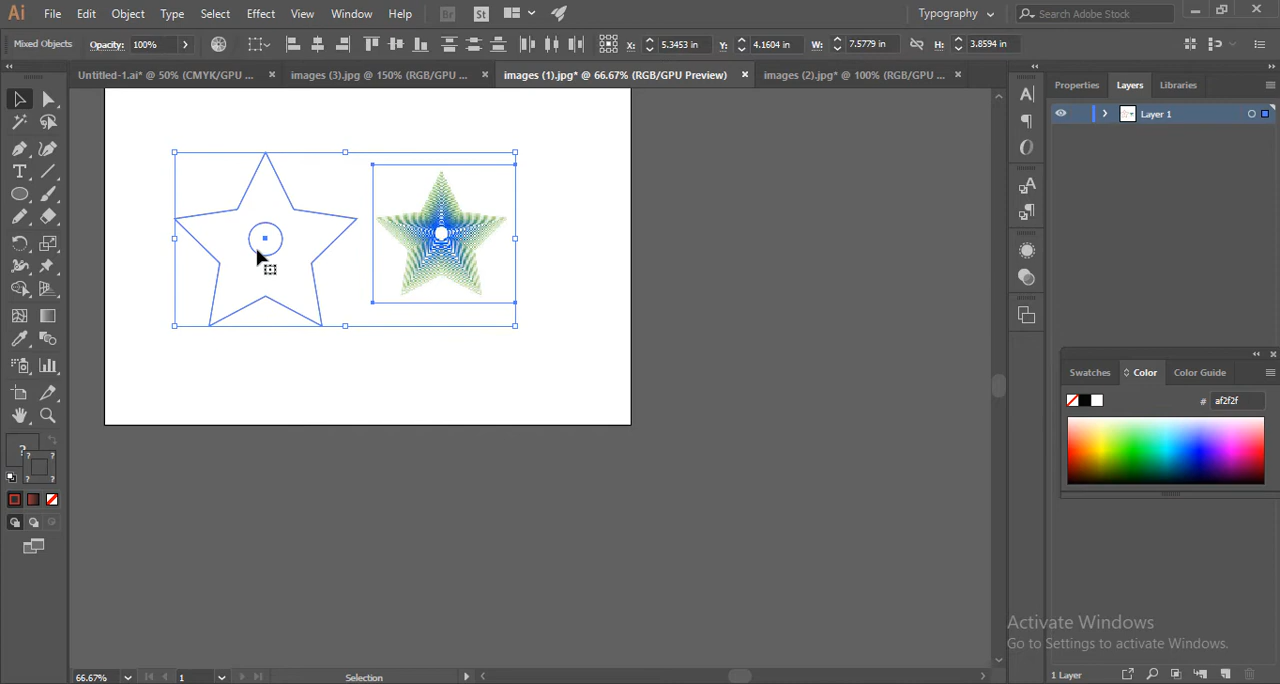 Ai File Edit Object Type Select Effect View Window Help Br St Typography Search Adobe Stock
Mixed Objects Opacity: 100% X: 5.3453 in Y: 4.1604 in W: 7.5779 in H: 3.8594 in
Untitled-1.ai* @ 50% (CMYK/GPU ... × images (3).jpg @ 150% (RGB/GPU ... × images (1).jpg* @ 66.67% (RGB/GPU Preview) × images (2).jpg* @ 100% (RGB/GPU ... ×
Properties Layers Libraries
Layer 1
Swatches Color Color Guide
# af2f2f
Activate Windows
Go to Settings to activate Windows.
66.67% 1 Selection 1 Layer